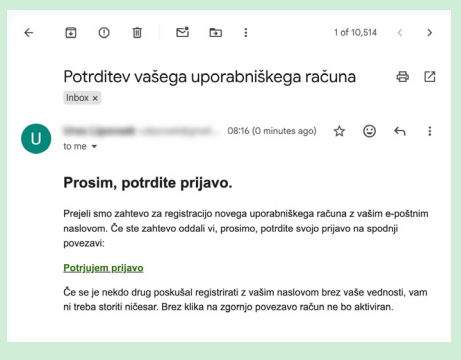 1 of 10,514
Potrditev vašega uporabniškega računa
Inbox x
U
08:16 (0 minutes ago)
to me
Prosim, potrdite prijavo.
Prejeli smo zahtevo za registracijo novega uporabniškega računa z vašim e-poštnim
naslovom. Če ste zahtevo oddali vi, prosimo, potrdite svojo prijavo na spodnji
povezavi:
Potrjujem prijavo
Če se je nekdo drug poskušal registrirati z vašim naslovom brez vaše vednosti, vam
ni treba storiti ničesar. Brez klika na zgornjo povezavo račun ne bo aktiviran.